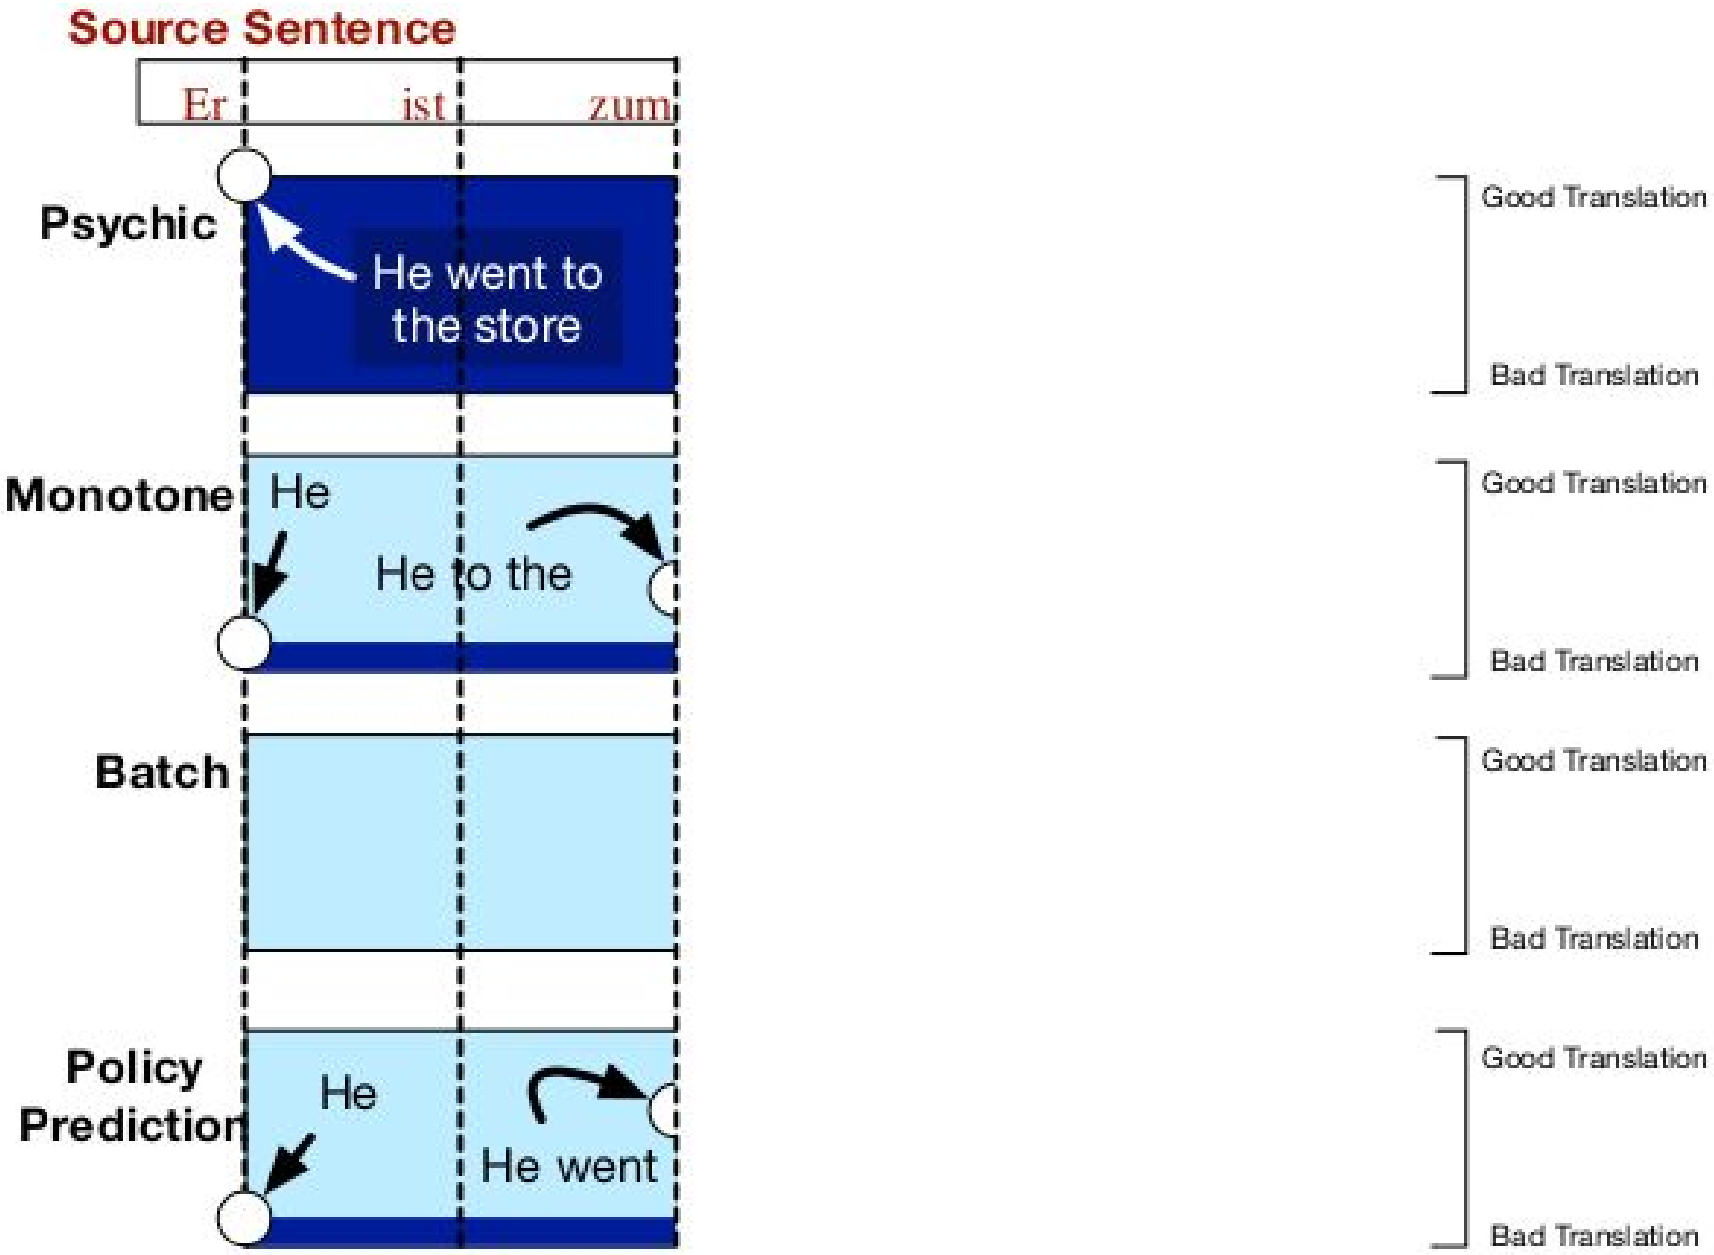 Source Sentence
Er ist zum
Psychic
He went to
the store
Good Translation
Bad Translation
Monotone
He
He to the
Good Translation
Bad Translation
Batch
Good Translation
Bad Translation
Policy
Prediction
He
He went
Good Translation
Bad Translation